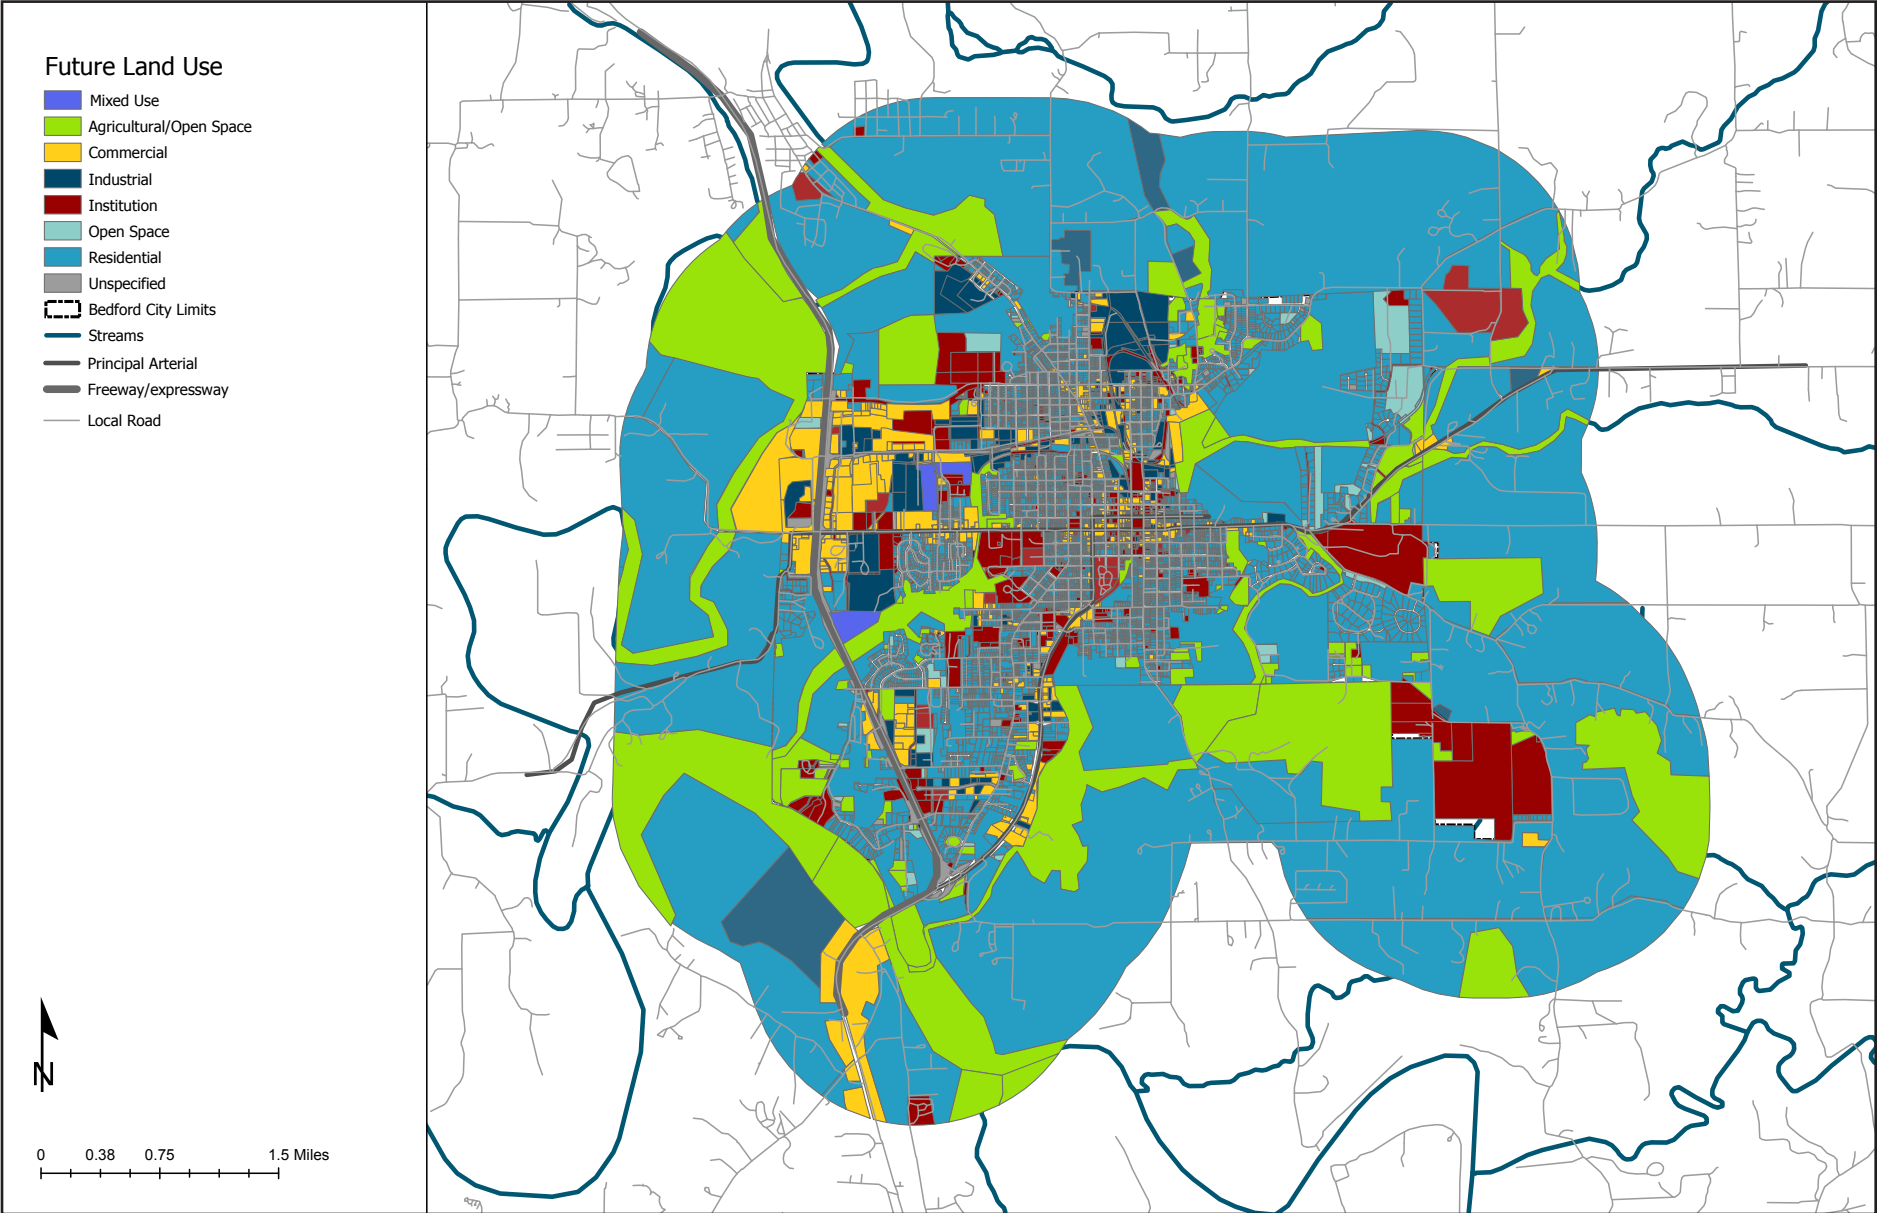 Future Land Use
Mixed Use
Agricultural/Open Space
Commercial
Industrial
Institution
Open Space
Residential
Unspecified
Bedford City Limits
Streams
Principal Arterial
Freeway/expressway
Local Road
N
0 0.38 0.75 1.5 Miles